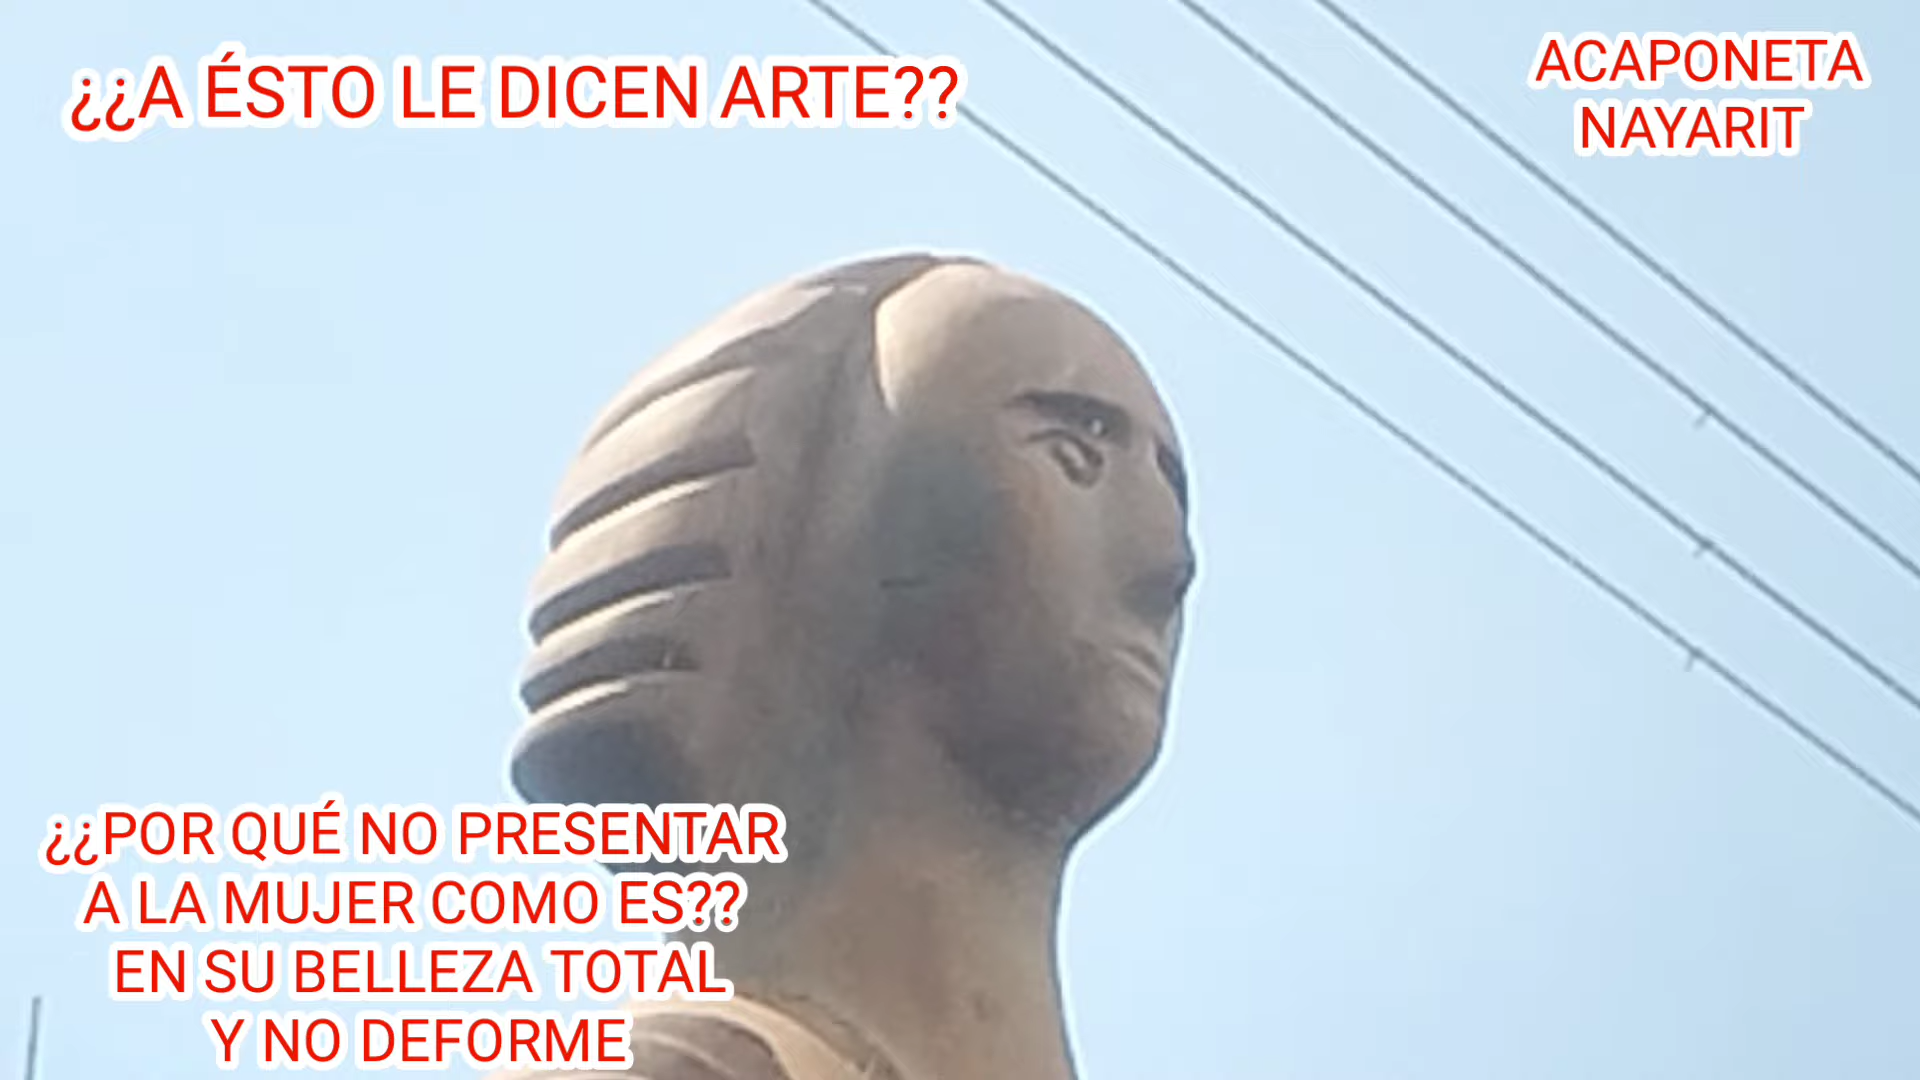 ¿¿A ÉSTO LE DICEN ARTE??
ACAPONETA
NAYARIT
¿¿POR QUÉ NO PRESENTAR
A LA MUJER COMO ES??
EN SU BELLEZA TOTAL
Y NO DEFORME